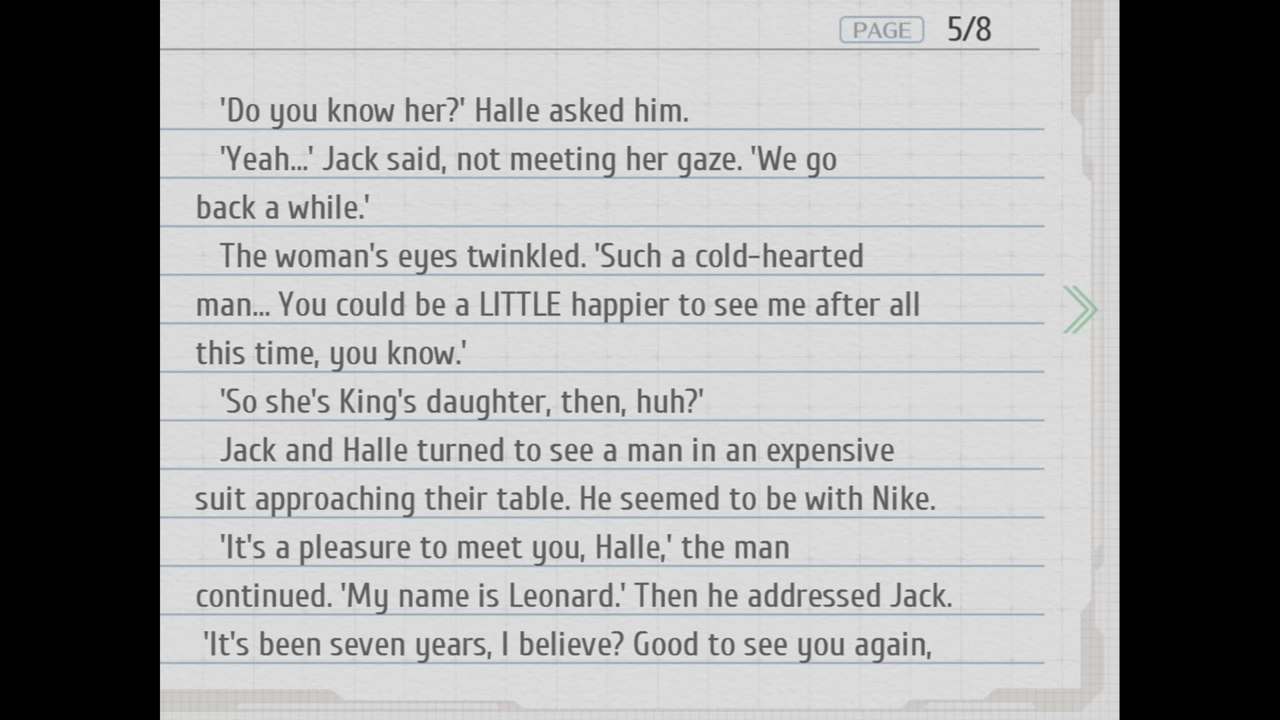 PAGE 5/8
'Do you know her?' Halle asked him.
'Yeah...' Jack said, not meeting her gaze. 'We go
back a while.'
The woman's eyes twinkled. 'Such a cold-hearted
man... You could be a LITTLE happier to see me after all
this time, you know.'
'So she's King's daughter, then, huh?'
Jack and Halle turned to see a man in an expensive
suit approaching their table. He seemed to be with Nike.
'It's a pleasure to meet you, Halle,' the man
continued. 'My name is Leonard.' Then he addressed Jack.
'It's been seven years, I believe? Good to see you again,